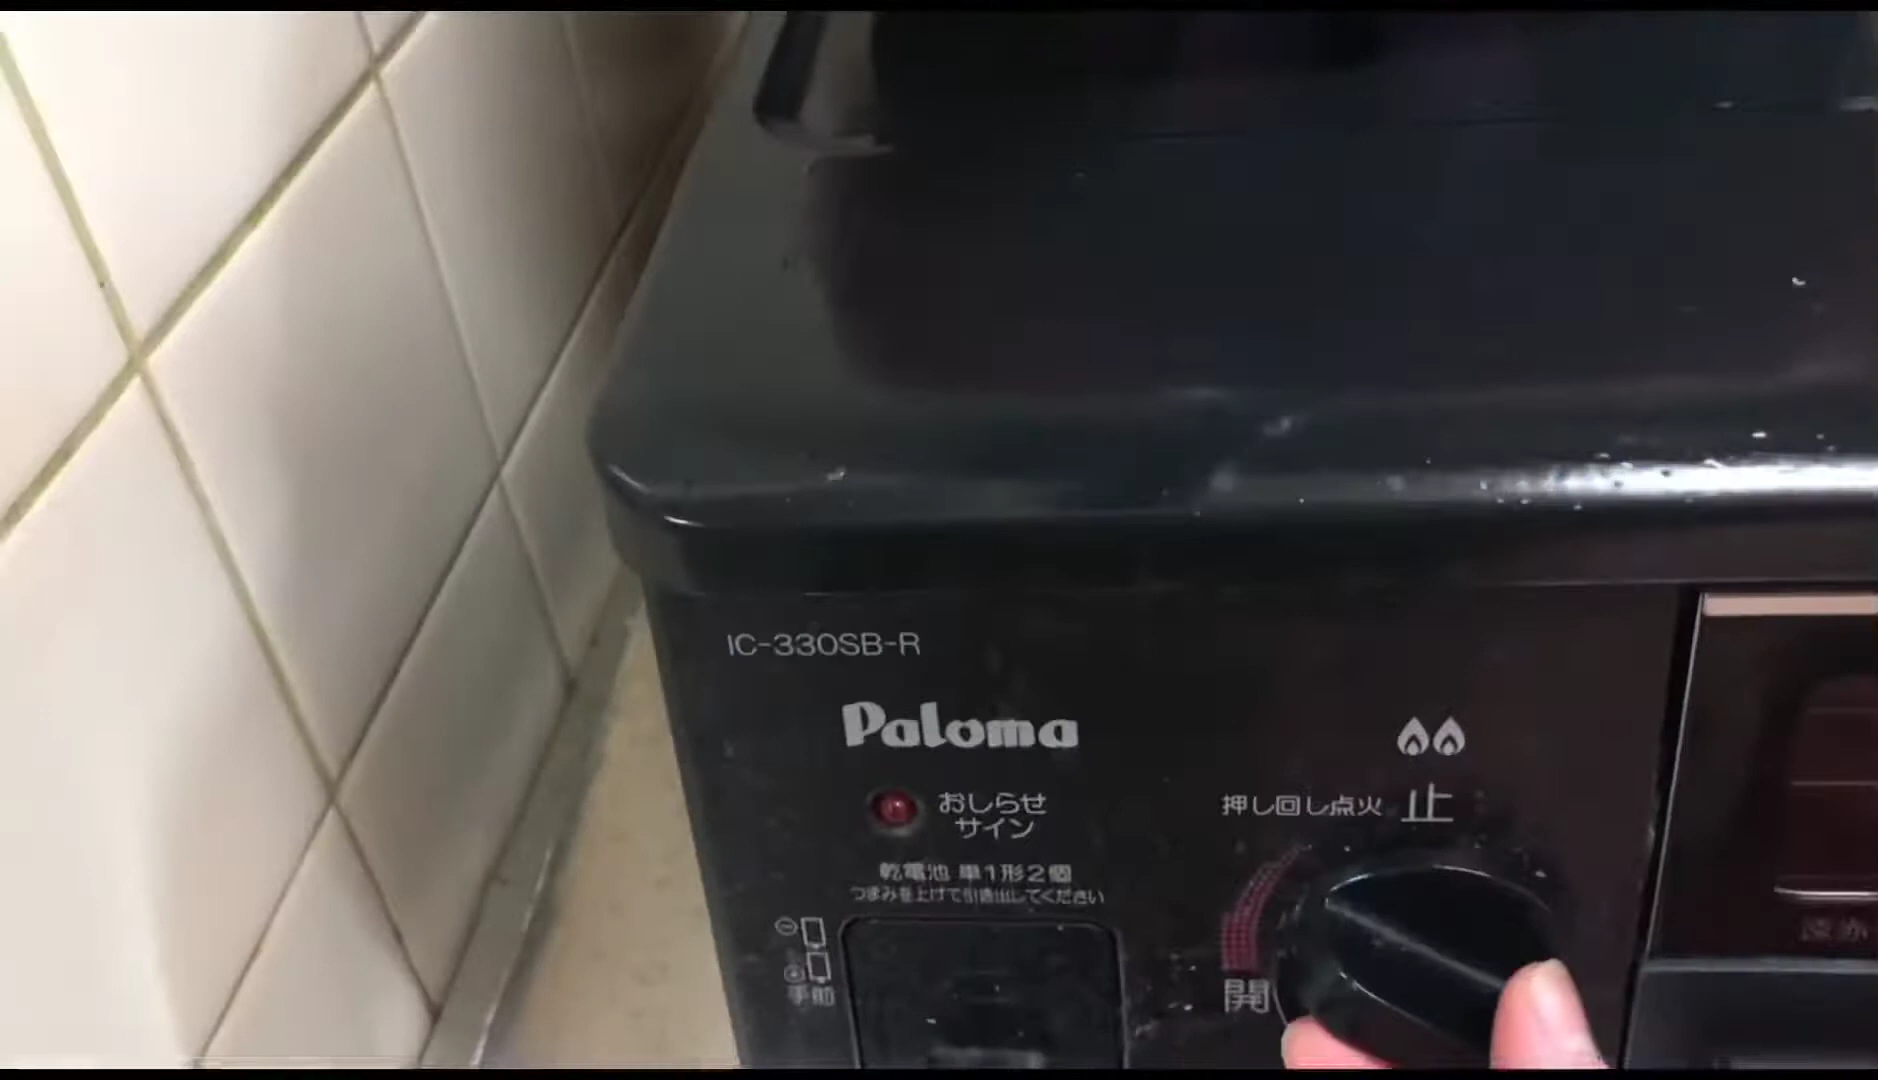 IC-330SB-R
Paloma
おしらせ
サイン
押し回し点火 止
乾電池 単1形2個
つまみを上げて引き出してください
手前
開
遠赤